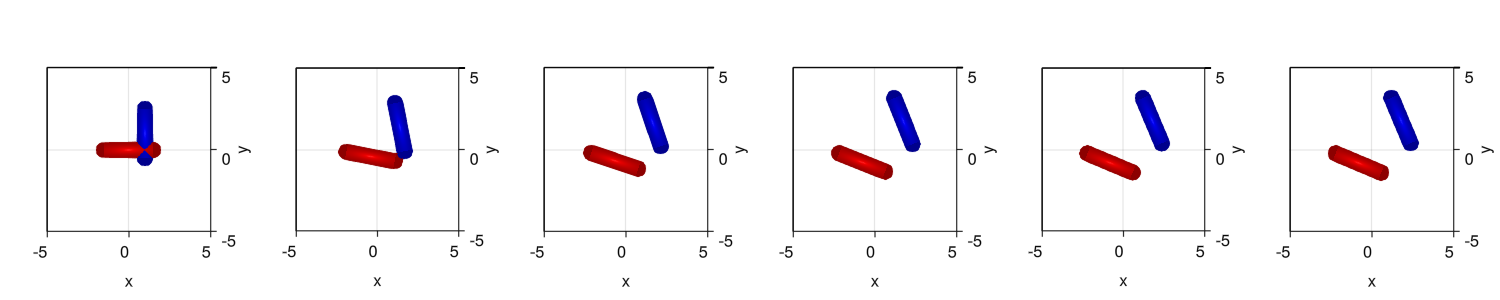 5 5 5 5 5 5
0 y 0 y 0 y 0 y 0 y 0 y
-5 -5 -5 -5 -5 -5
-5 0 5 -5 0 5 -5 0 5 -5 0 5 -5 0 5 -5 0 5
x x x x x x